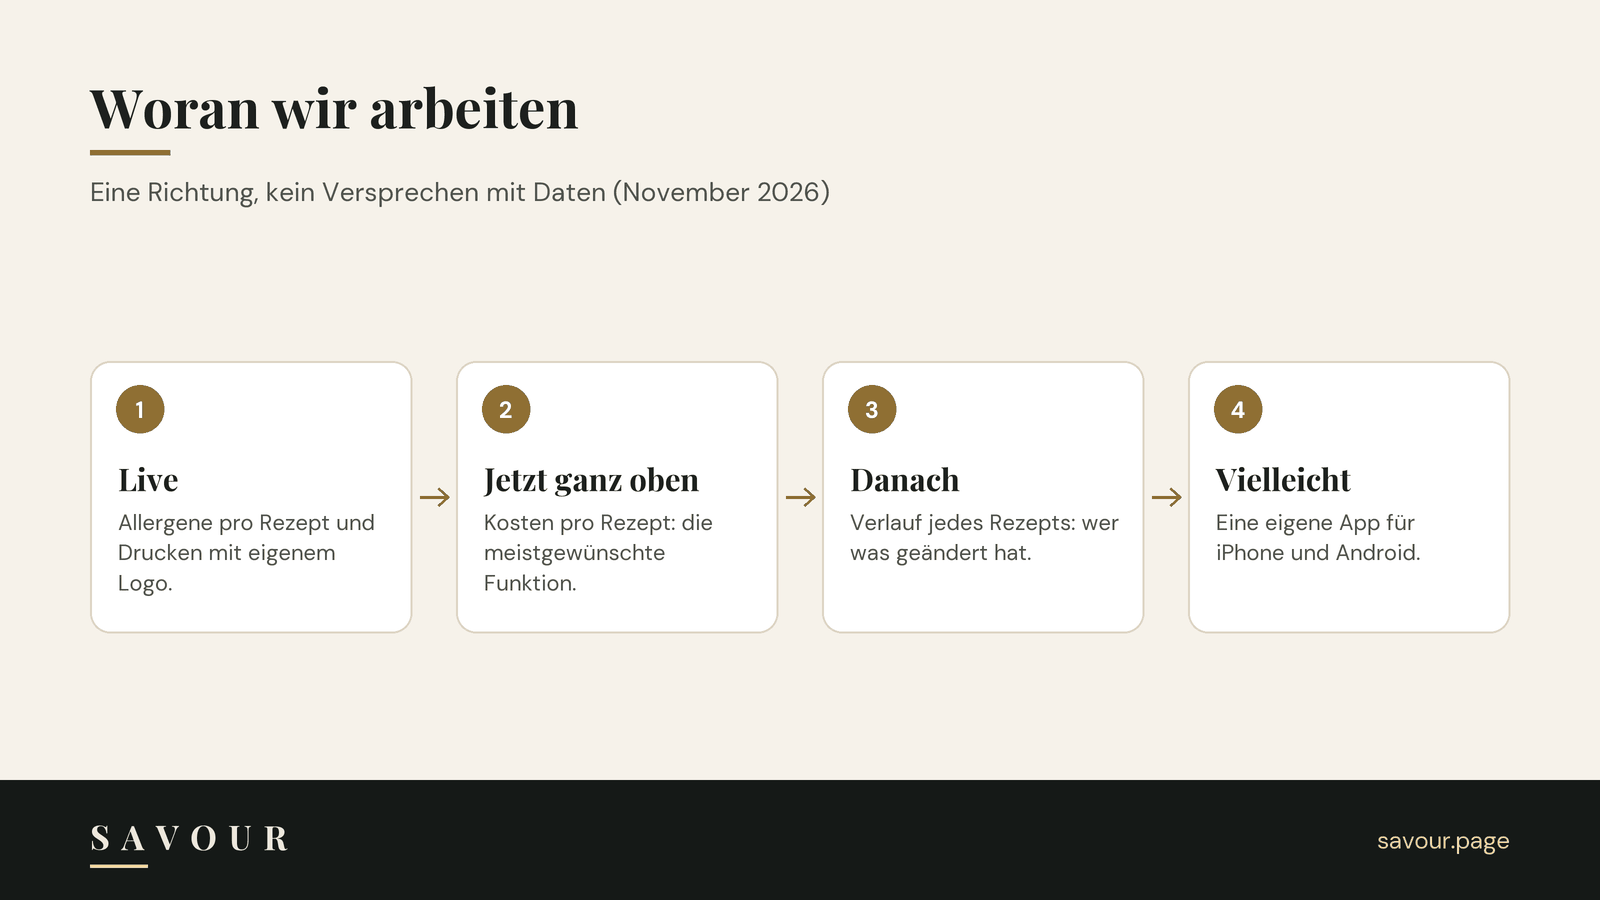 Woran wir arbeiten
Eine Richtung, kein Versprechen mit Daten (November 2026)
1
Live
Allergene pro Rezept und
Drucken mit eigenem
Logo.
2
Jetzt ganz oben
Kosten pro Rezept: die
meistgewünschte
Funktion.
3
Danach
Verlauf jedes Rezepts: wer
was geändert hat.
4
Vielleicht
Eine eigene App für
iPhone und Android.
SAVOUR
savour.page